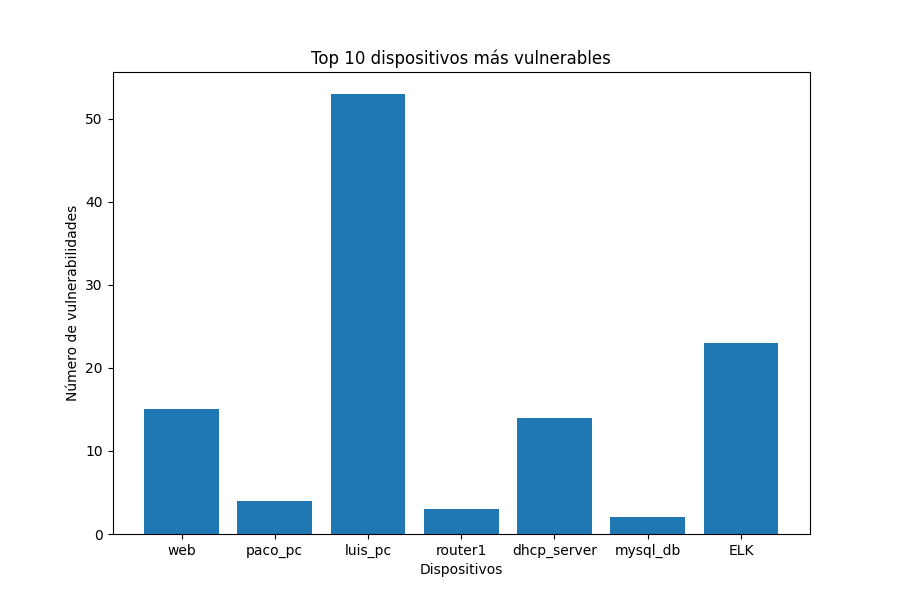 Top 10 dispositivos más vulnerables
Número de vulnerabilidades
50
40
30
20
10
0
web paco_pc luis_pc router1 dhcp_server mysql_db ELK
Dispositivos